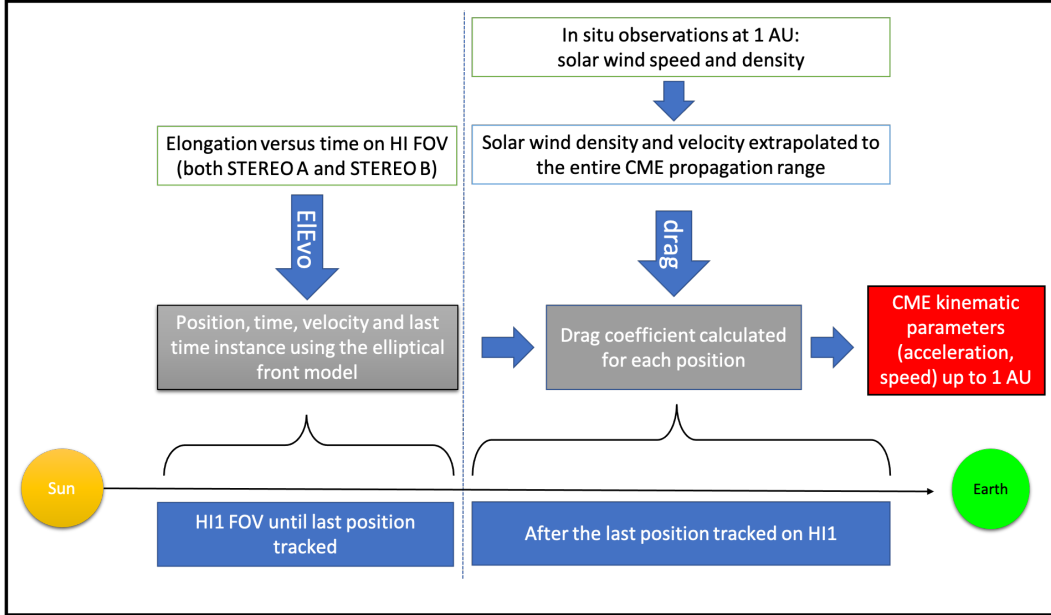 In situ observations at 1 AU:
solar wind speed and density
Elongation versus time on HI FOV
(both STEREO A and STEREO B)
Solar wind density and velocity extrapolated to
the entire CME propagation range
ElEvo
drag
Position, time, velocity and last
time instance using the elliptical
front model
Drag coefficient calculated
for each position
CME kinematic
parameters
(acceleration,
speed) up to 1 AU
Sun
Earth
HI1 FOV until last position
tracked
After the last position tracked on HI1